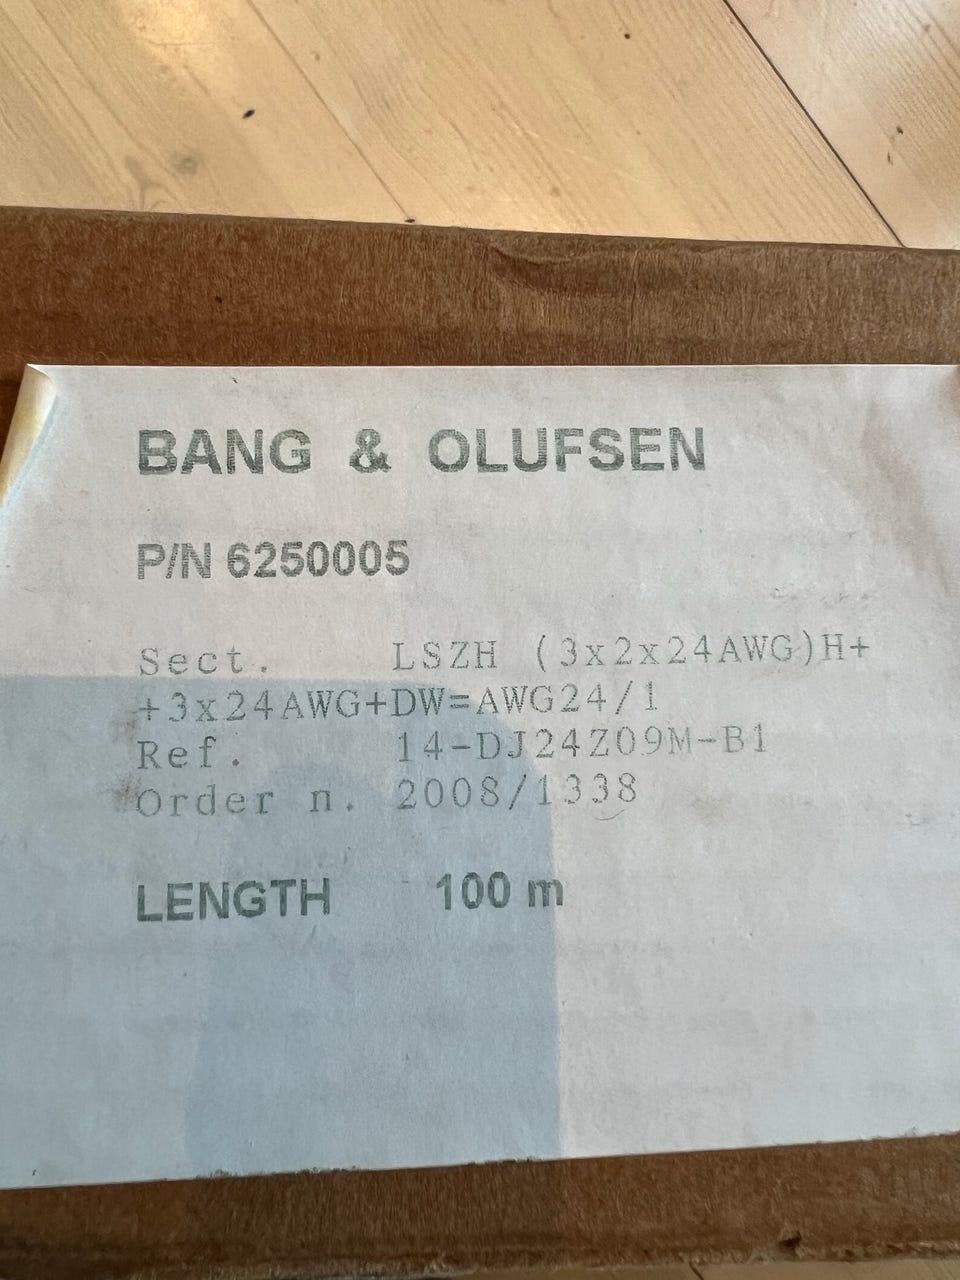 BANG & OLUFSEN
P/N 6250005
Sect. LSZH (3x2x24AWG)H+
+3x24AWG+DW=AWG24/1
Ref. 14-DJ24Z09M-B1
Order n. 2008/1338
LENGTH 100 m